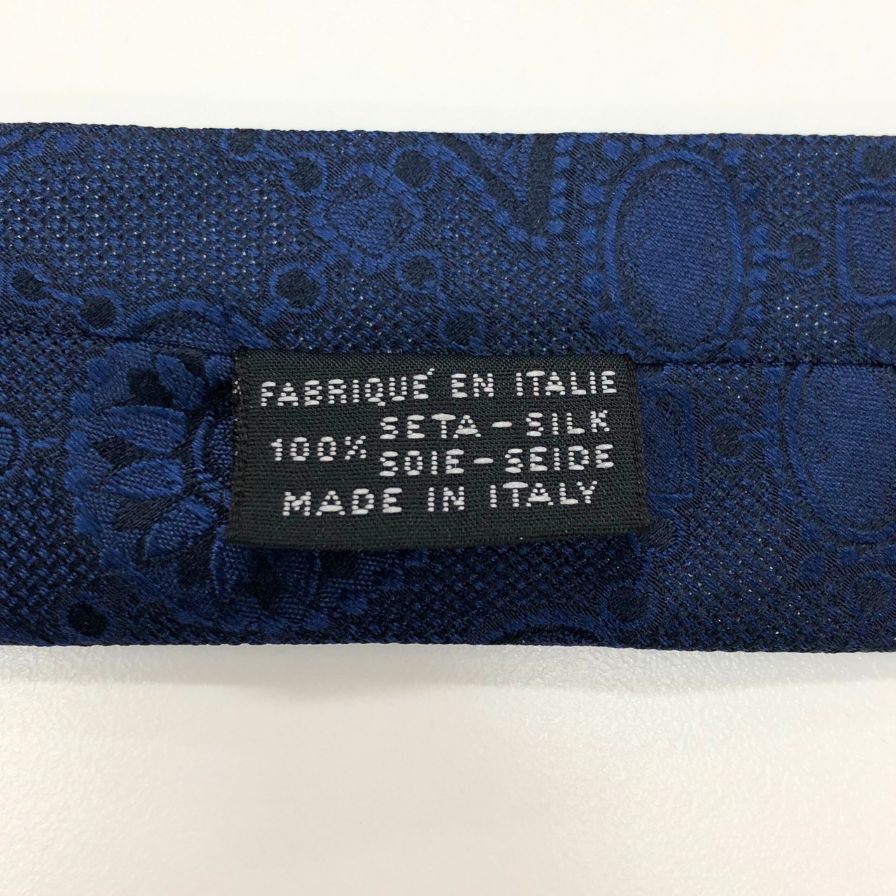 FABRIQUÉ EN ITALIE
100% SETA-SILK
SOIE-SEIDE
MADE IN ITALY